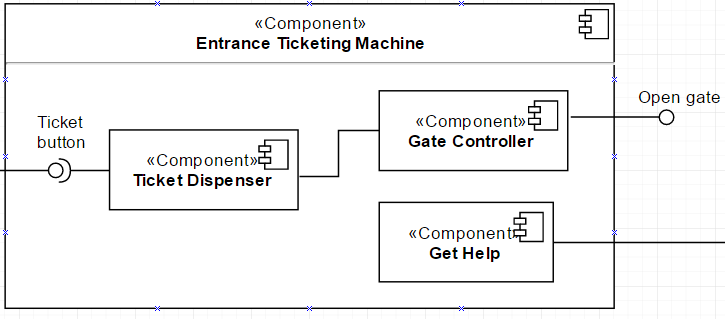 «Component»
Entrance Ticketing Machine
Ticket
button
«Component»
Ticket Dispenser
«Component»
Gate Controller
Open gate
«Component»
Get Help